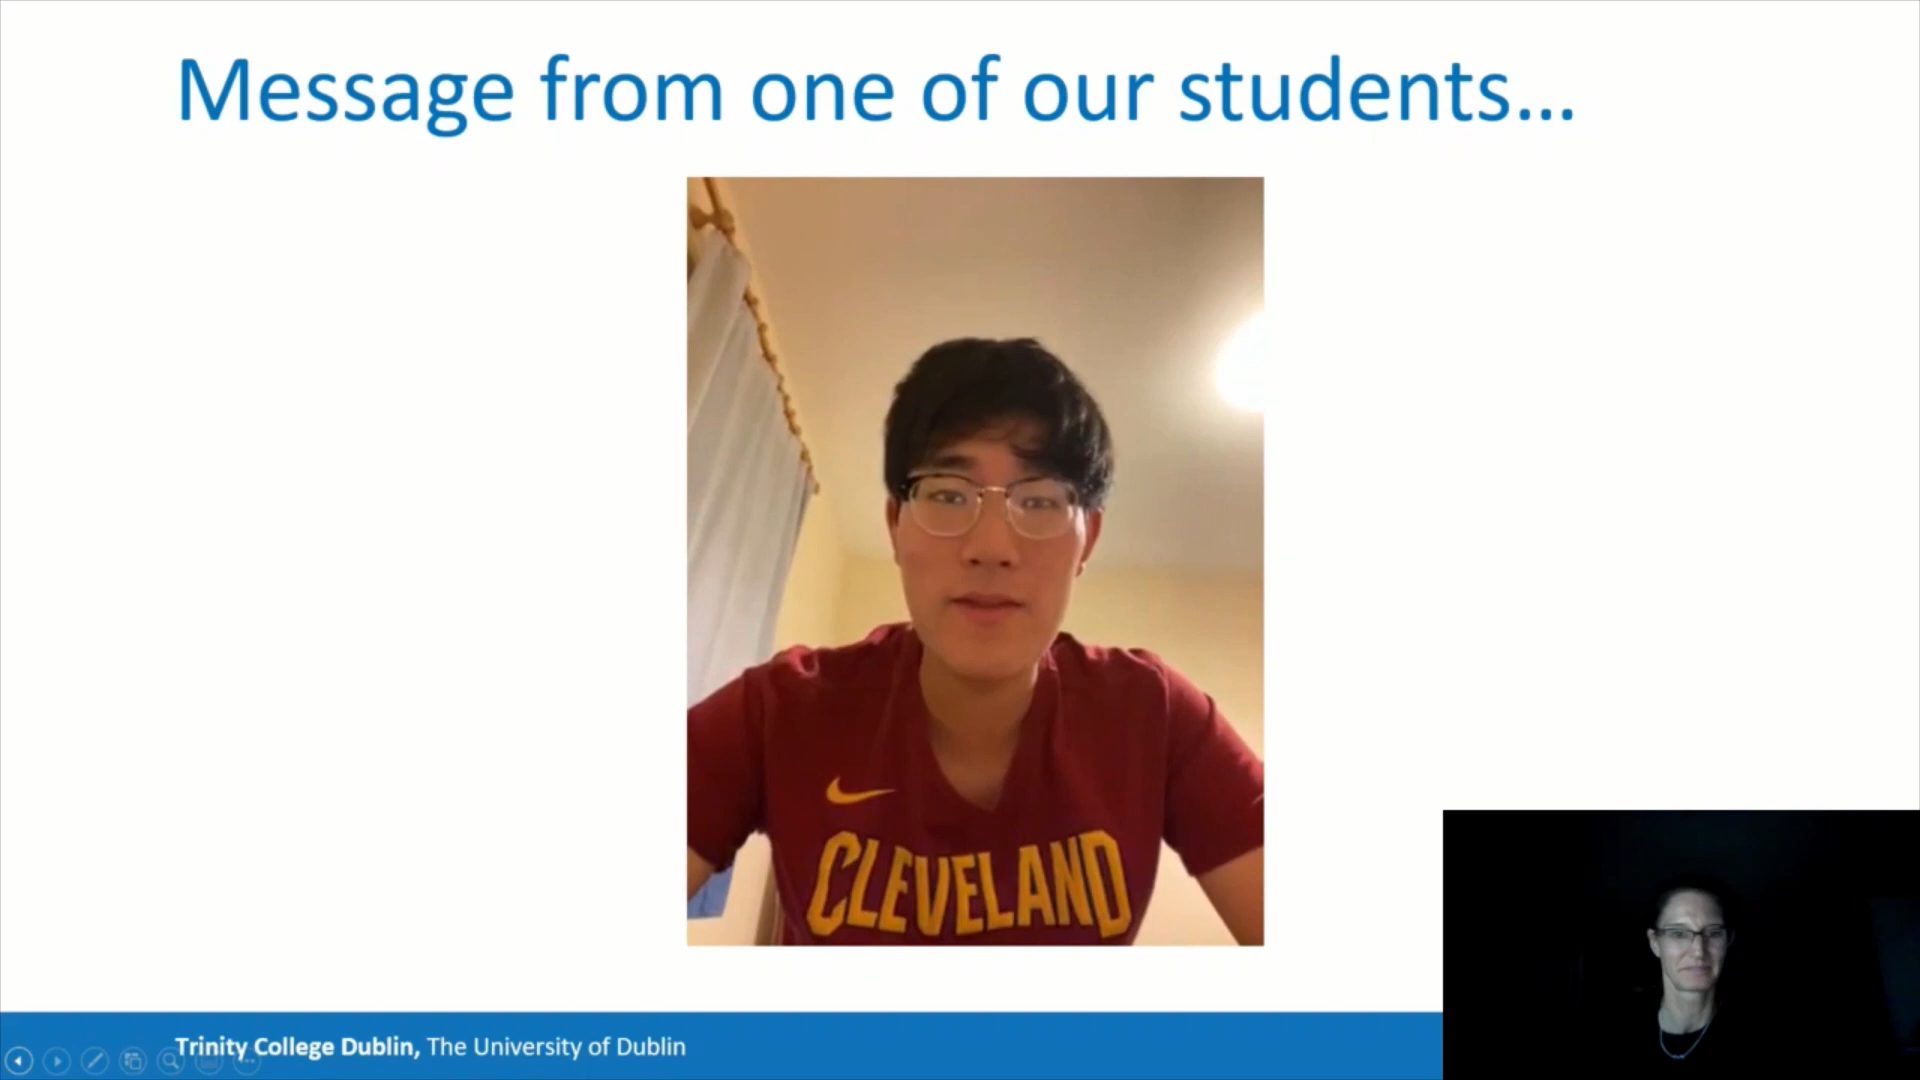 Message from one of our students...
CLEVELAND
Trinity College Dublin, The University of Dublin